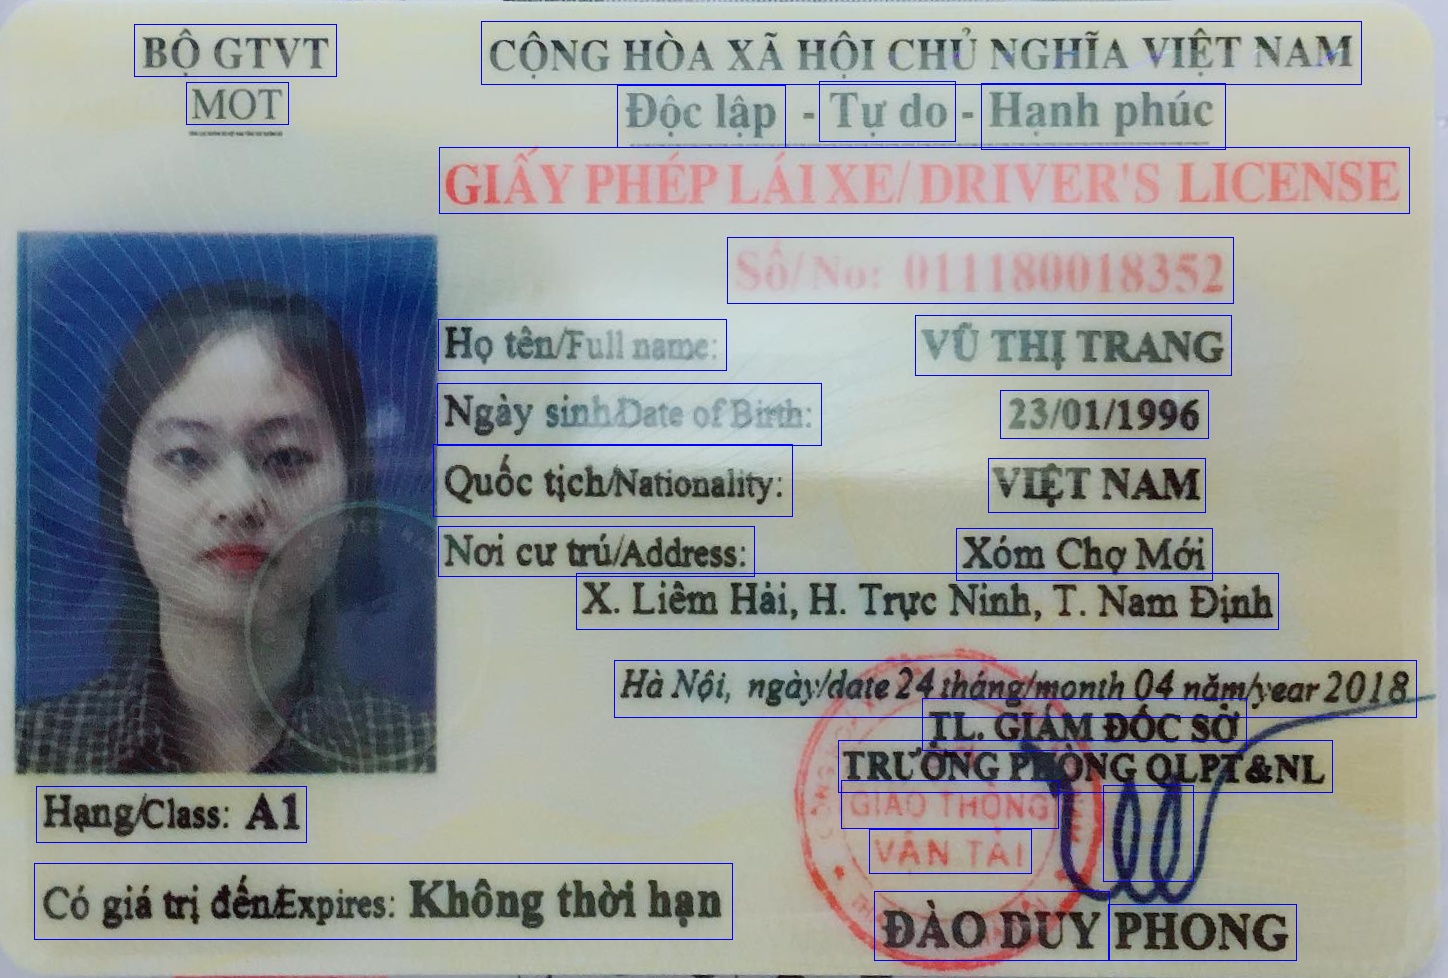 BỘ GTVT
MOT
CỘNG HÒA XÃ HỘI CHỦ NGHĨA VIỆT NAM
Độc lập - Tự do - Hạnh phúc
GIẤY PHÉP LÁI XE/ DRIVER'S LICENSE
Số/ No: 011180018352
Họ tên/Full name: VŨ THỊ TRANG
Ngày sinh/Date of Birth: 23/01/1996
Quốc tịch/Nationality: VIỆT NAM
Nơi cư trú/Address: Xóm Chợ Mới
X. Liêm Hải, H. Trực Ninh, T. Nam Định
Hà Nội, ngày/date 24 tháng/month 04 năm/year 2018
TL. GIÁM ĐỐC SỞ
TRƯỞNG PHÒNG QLPT&NL
GIAO THÔNG
VẬN TẢI
Hạng/Class: A1
Có giá trị đến/Expires: Không thời hạn
ĐÀO DUY PHONG